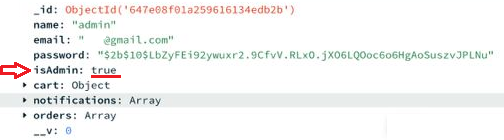 _id: ObjectId('647e08f01a259616134edb2b')
name: "admin"
email: " @gmail.com"
password: "$2b$10$LbZyFEi92ywuxr2.9CfvV.RLxO.jXO6LQOoc6o6HgAoSuszvJPLNu"
isAdmin: true
cart: Object
notifications: Array
orders: Array
__v: 0